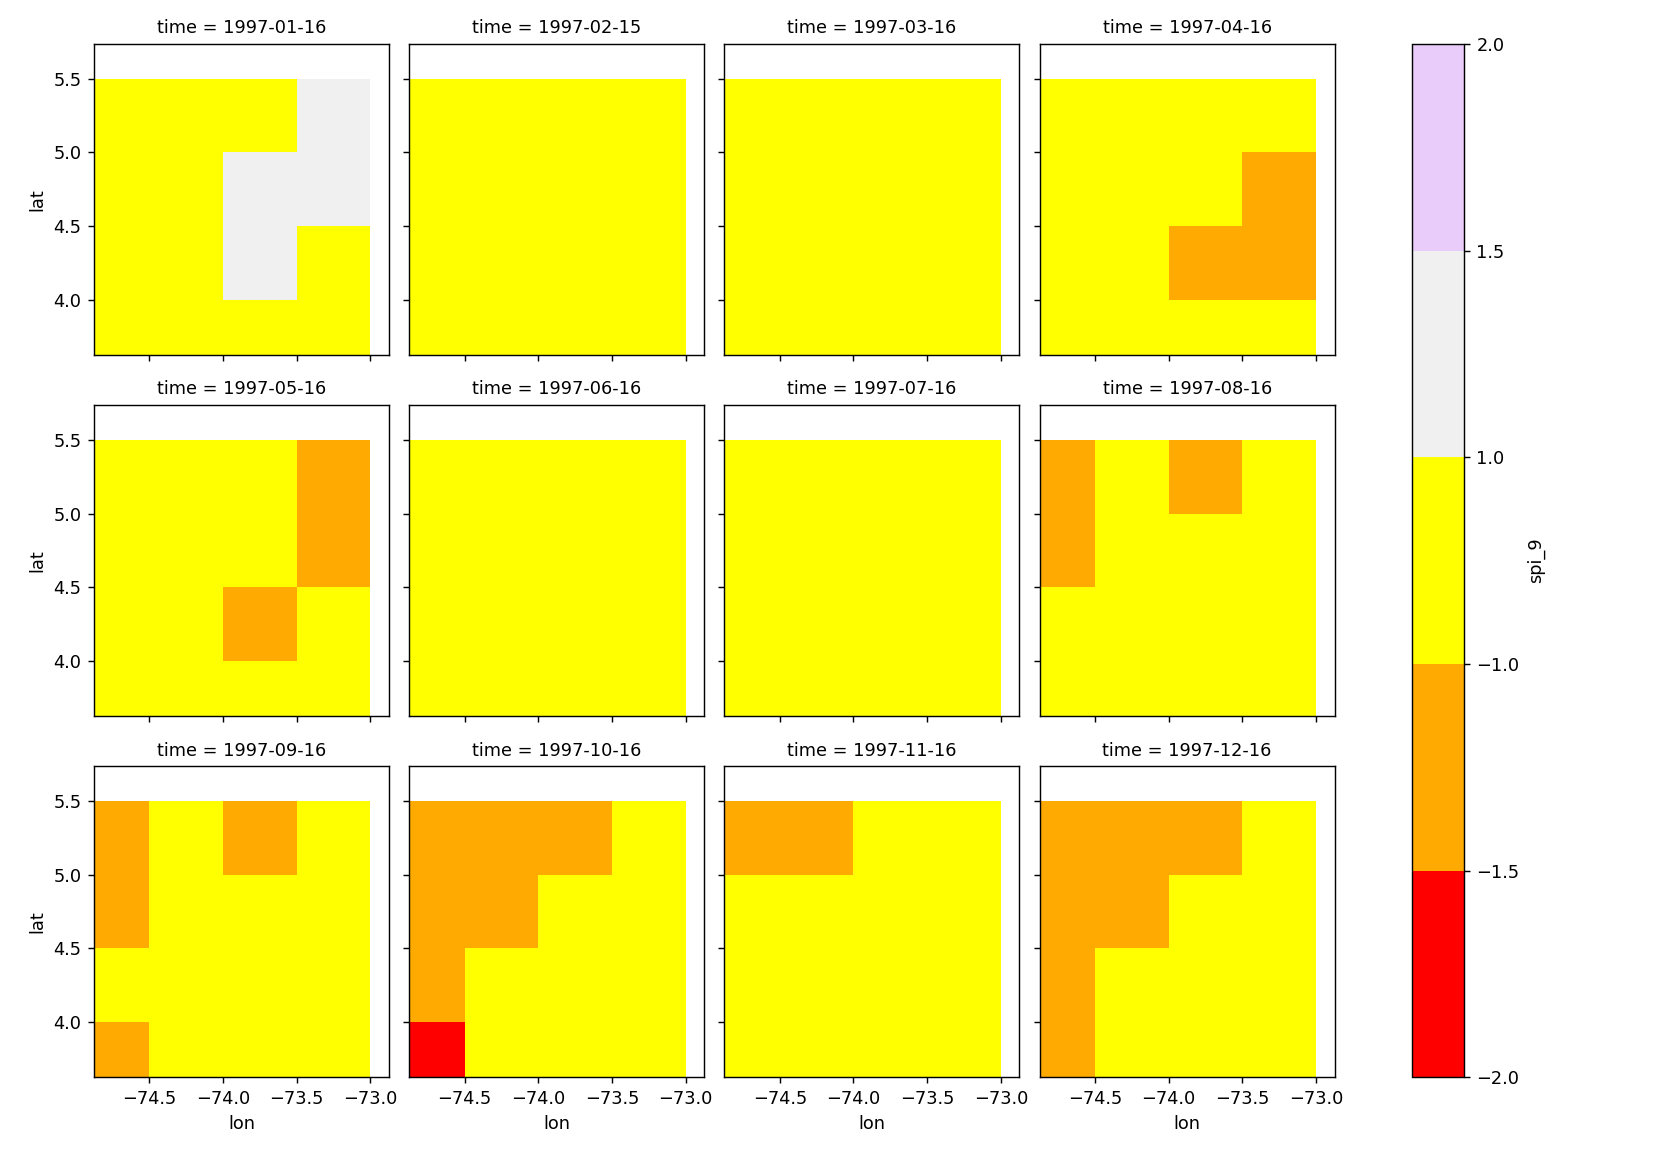 time = 1997-01-16
time = 1997-02-15
time = 1997-03-16
time = 1997-04-16
5.5
5.0
4.5
4.0
lat
time = 1997-05-16
time = 1997-06-16
time = 1997-07-16
time = 1997-08-16
5.5
5.0
4.5
4.0
lat
time = 1997-09-16
time = 1997-10-16
time = 1997-11-16
time = 1997-12-16
5.5
5.0
4.5
4.0
lat
−74.5 −74.0 −73.5 −73.0
−74.5 −74.0 −73.5 −73.0
−74.5 −74.0 −73.5 −73.0
−74.5 −74.0 −73.5 −73.0
lon
lon
lon
lon
2.0
1.5
1.0
−1.0
−1.5
−2.0
spi_9